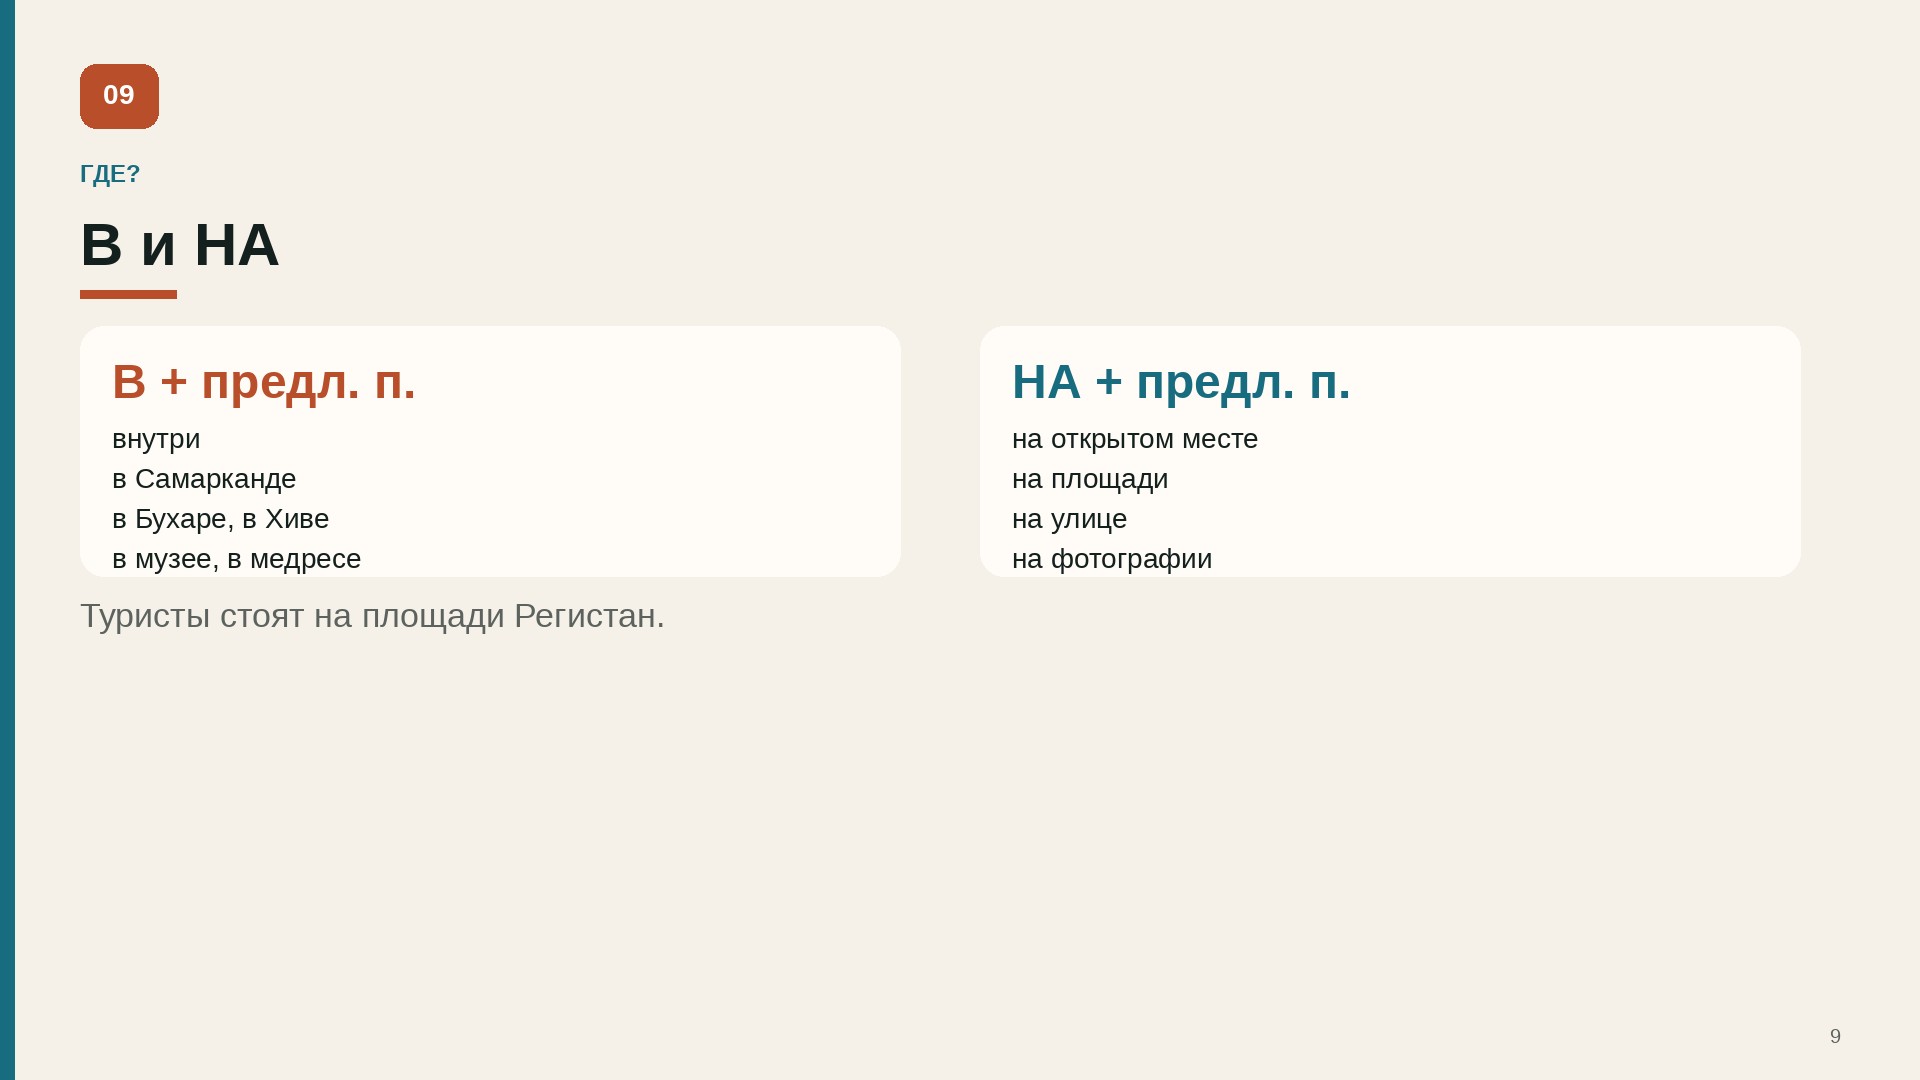 09
ГДЕ?
В и НА
В + предл. п.
внутри
в Самарканде
в Бухаре, в Хиве
в музее, в медресе
НА + предл. п.
на открытом месте
на площади
на улице
на фотографии
Туристы стоят на площади Регистан.
9